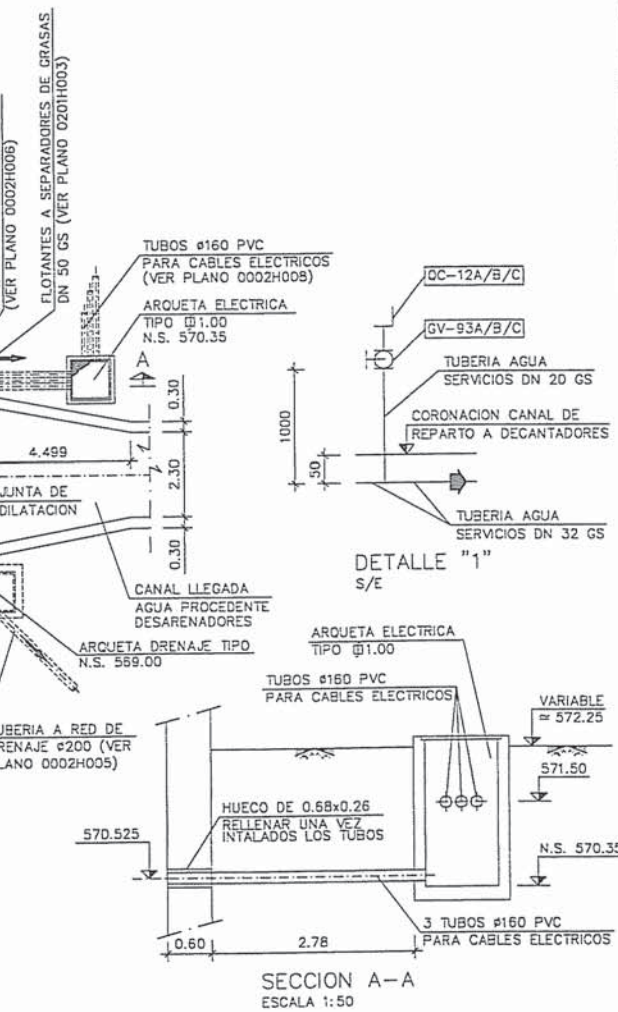 (VER PLANO 0002H006)
FLOTANTES A SEPARADORES DE GRASAS
DN 50 GS (VER PLANO 0201H003)
TUBOS ø160 PVC
PARA CABLES ELECTRICOS
(VER PLANO 0002H008)
ARQUETA ELECTRICA
TIPO ⌀1.00
N.S. 570.35
A
0.30
4.499
2.30
JUNTA DE
DILATACION
0.30
CANAL LLEGADA
AGUA PROCEDENTE
DESARENADORES
ARQUETA DRENAJE TIPO
N.S. 569.00
UBERIA A RED DE
RENAJE ø200 (VER
LANO 0002H005)
QC-12A/B/C
GV-93A/B/C
TUBERIA AGUA
SERVICIOS DN 20 GS
1000
CORONACION CANAL DE
REPARTO A DECANTADORES
50
TUBERIA AGUA
SERVICIOS DN 32 GS
DETALLE "1"
S/E
ARQUETA ELECTRICA
TIPO ⌀1.00
TUBOS ø160 PVC
PARA CABLES ELECTRICOS
VARIABLE
≃ 572.25
571.50
HUECO DE 0.68x0.26
RELLENAR UNA VEZ
INTALADOS LOS TUBOS
570.525
N.S. 570.35
3 TUBOS ø160 PVC
PARA CABLES ELECTRICOS
0.60
2.78
SECCION A-A
ESCALA 1:50